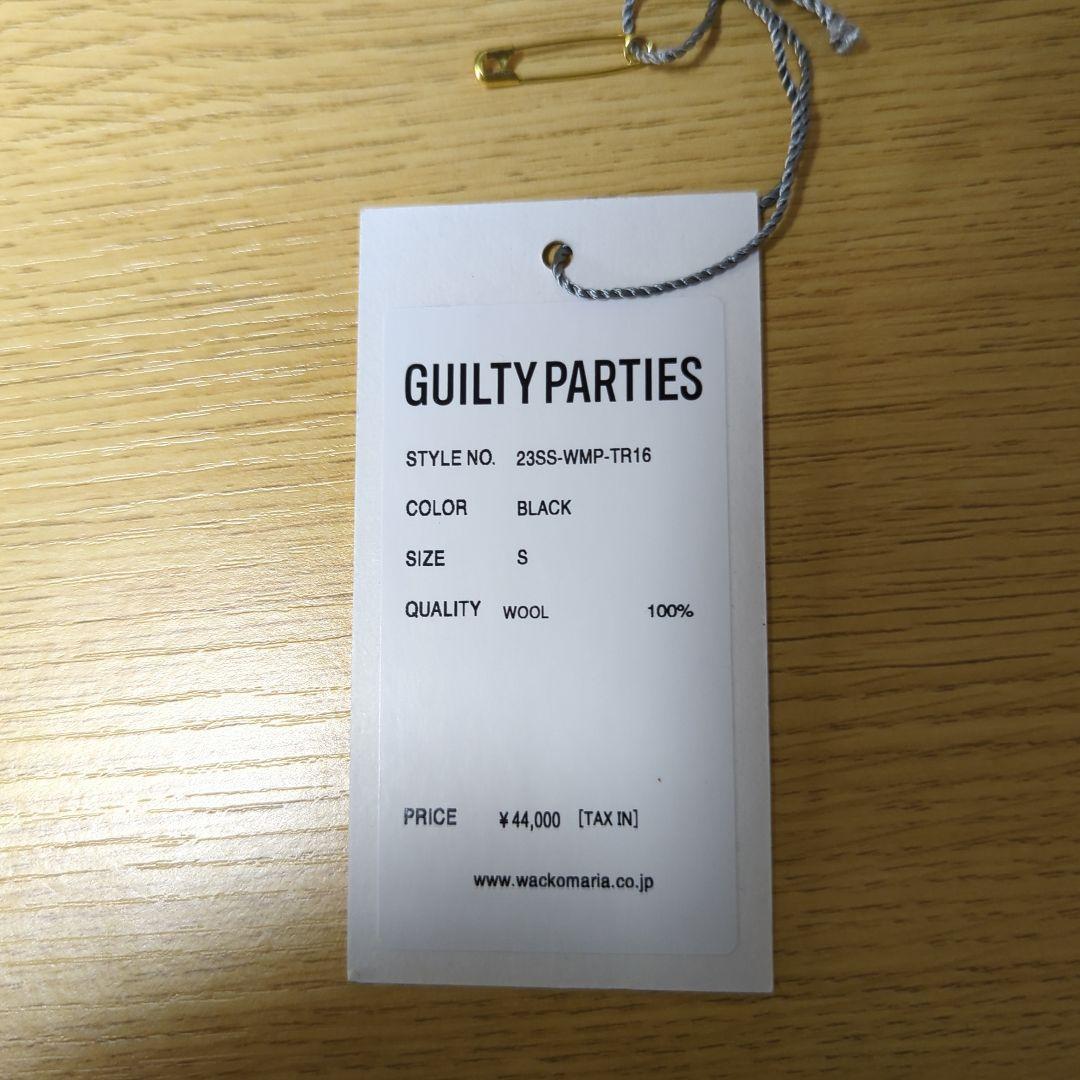 GUILTY PARTIES
STYLE NO. 23SS-WMP-TR16
COLOR BLACK
SIZE S
QUALITY WOOL 100%
PRICE ¥44,000 [TAX IN]
www.wackomaria.co.jp